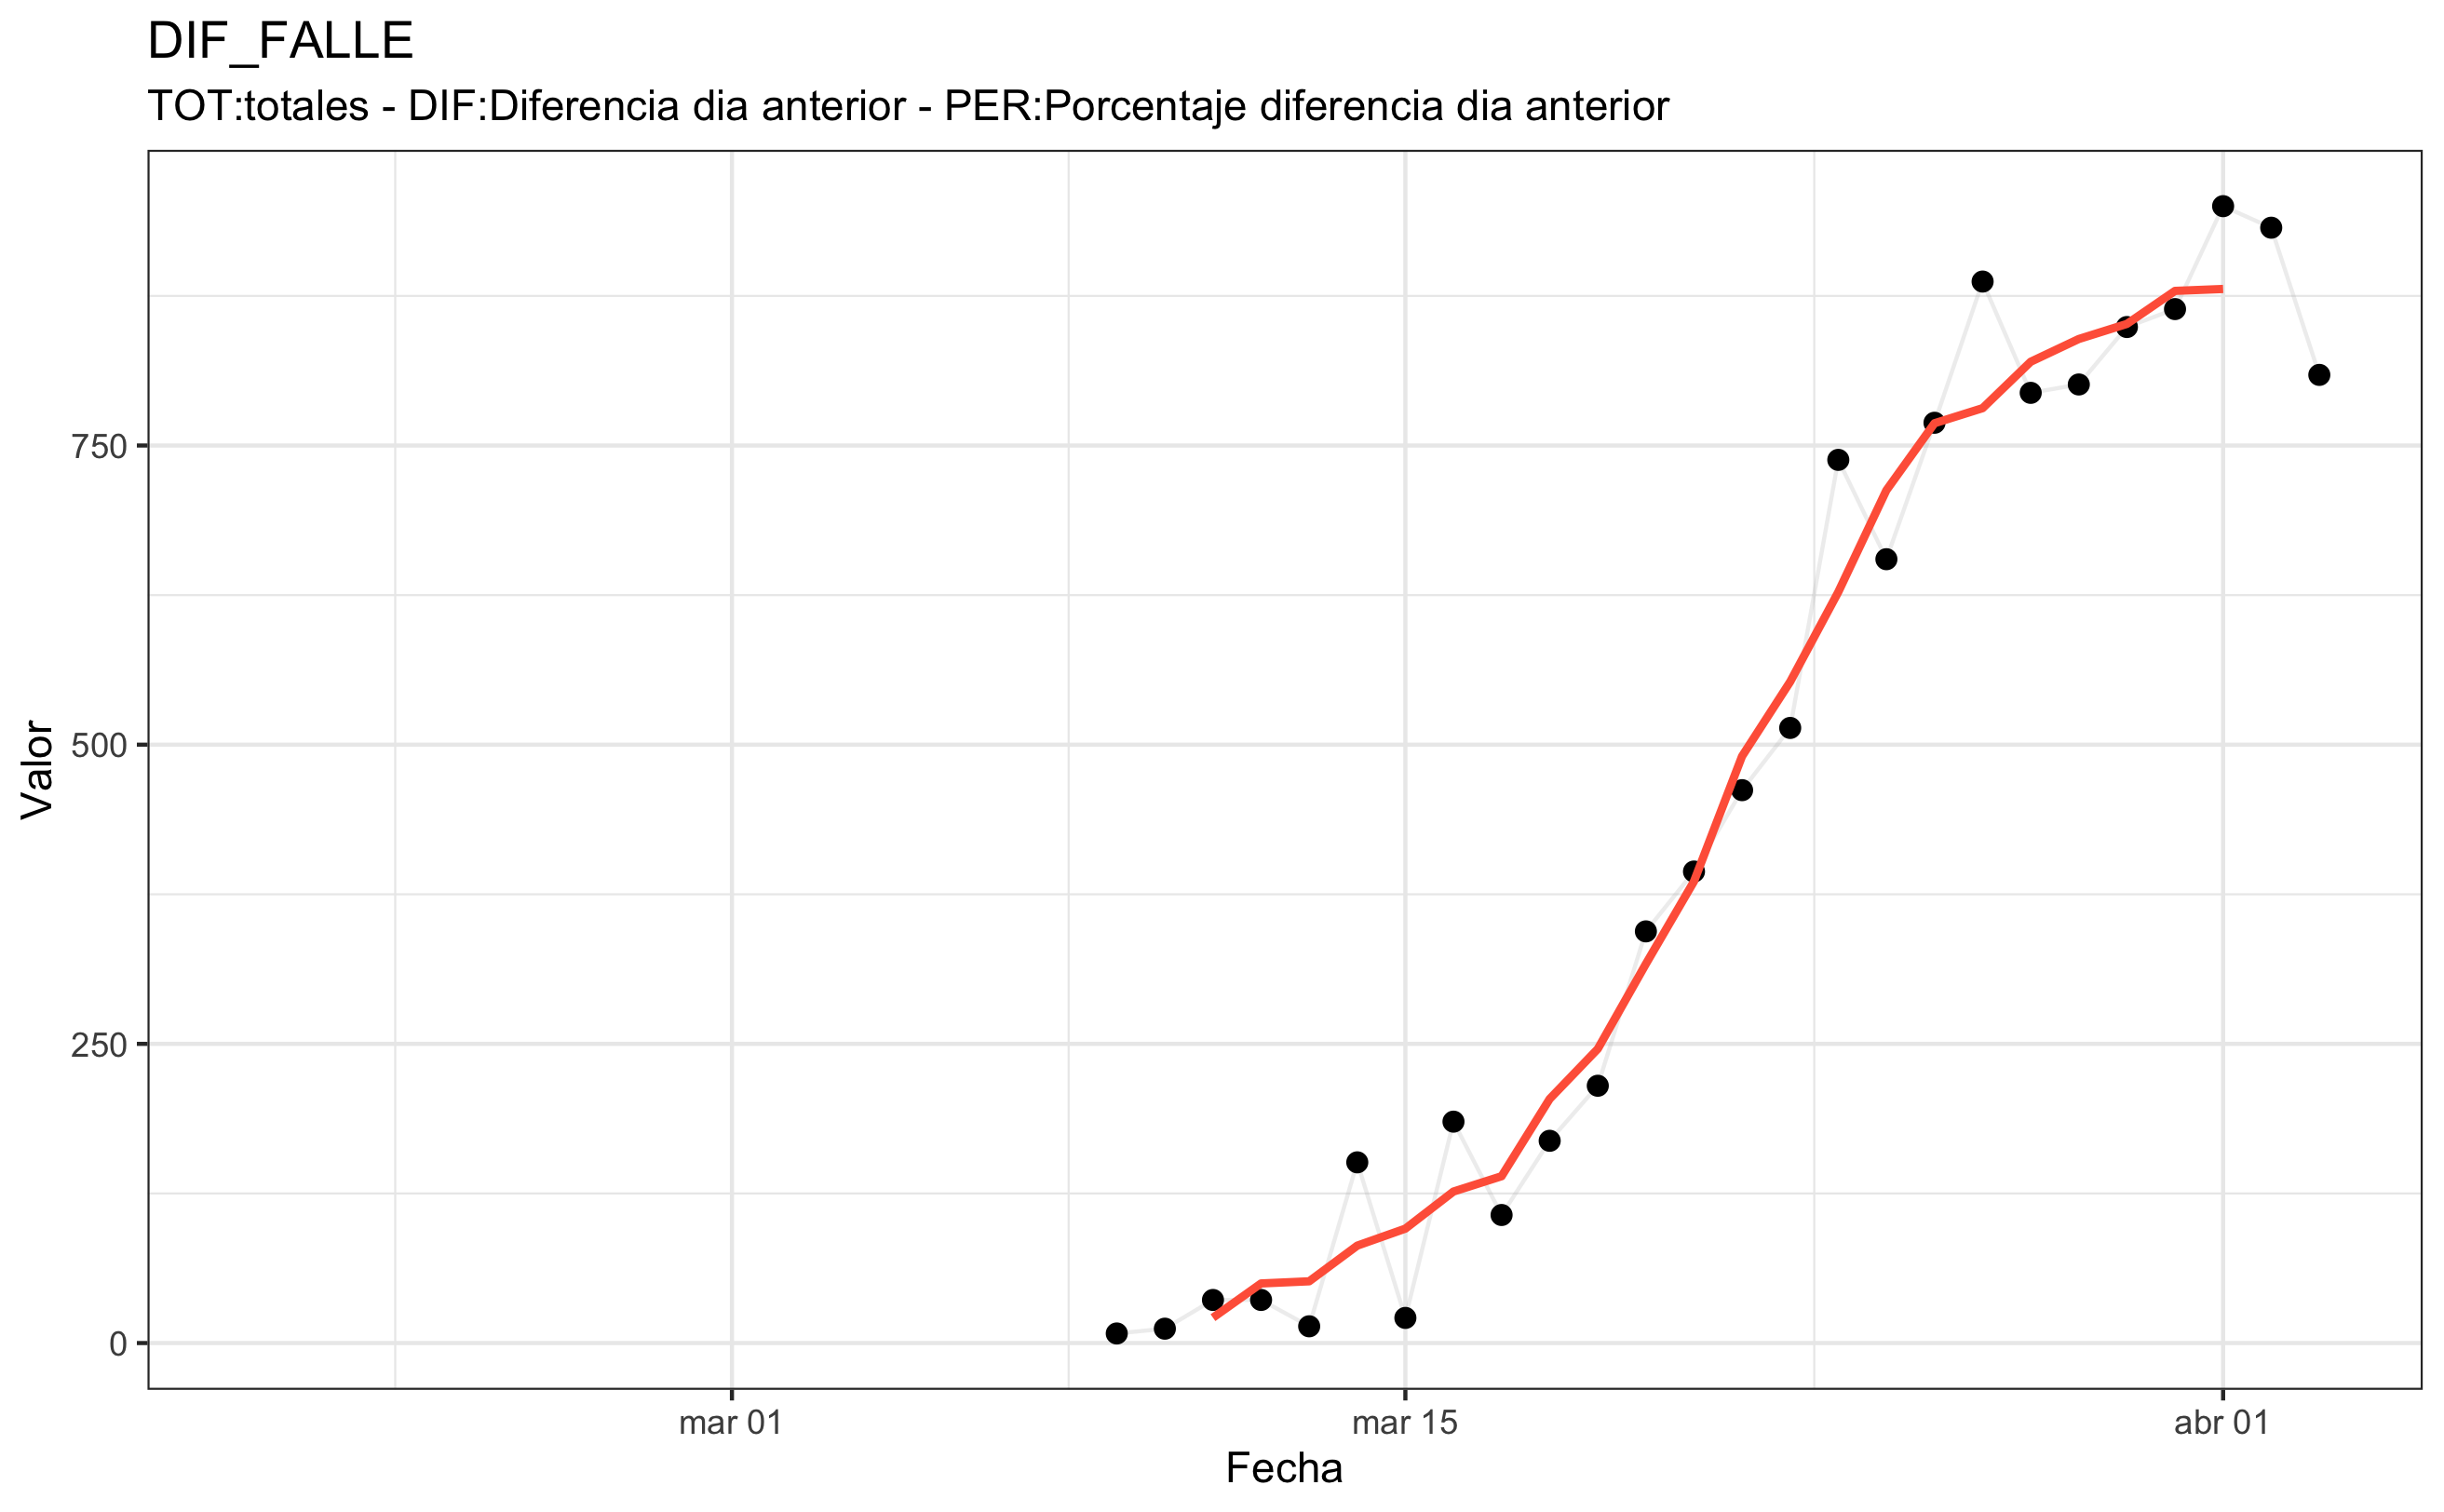 DIF_FALLE
TOT:totales - DIF:Diferencia dia anterior - PER:Porcentaje diferencia dia anterior
Valor
750
500
250
0
mar 01
mar 15
abr 01
Fecha